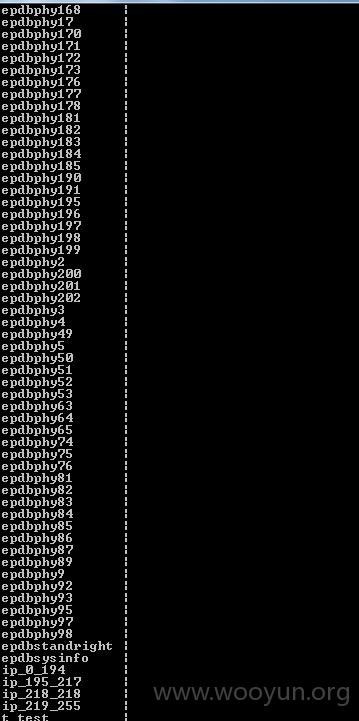 epdbphy168 |
epdbphy17 |
epdbphy170 |
epdbphy171 |
epdbphy172 |
epdbphy173 |
epdbphy176 |
epdbphy177 |
epdbphy178 |
epdbphy181 |
epdbphy182 |
epdbphy183 |
epdbphy184 |
epdbphy185 |
epdbphy190 |
epdbphy191 |
epdbphy195 |
epdbphy196 |
epdbphy197 |
epdbphy198 |
epdbphy199 |
epdbphy2 |
epdbphy200 |
epdbphy201 |
epdbphy202 |
epdbphy3 |
epdbphy4 |
epdbphy49 |
epdbphy5 |
epdbphy50 |
epdbphy51 |
epdbphy52 |
epdbphy53 |
epdbphy63 |
epdbphy64 |
epdbphy65 |
epdbphy74 |
epdbphy75 |
epdbphy76 |
epdbphy81 |
epdbphy82 |
epdbphy83 |
epdbphy84 |
epdbphy85 |
epdbphy86 |
epdbphy87 |
epdbphy89 |
epdbphy9 |
epdbphy92 |
epdbphy93 |
epdbphy95 |
epdbphy97 |
epdbphy98 |
epdbstandright |
epdbsysinfo |
ip_0_194 |
ip_195_217 |
ip_218_218 |
ip_219_255 |
t_test |
www.wooyun.org